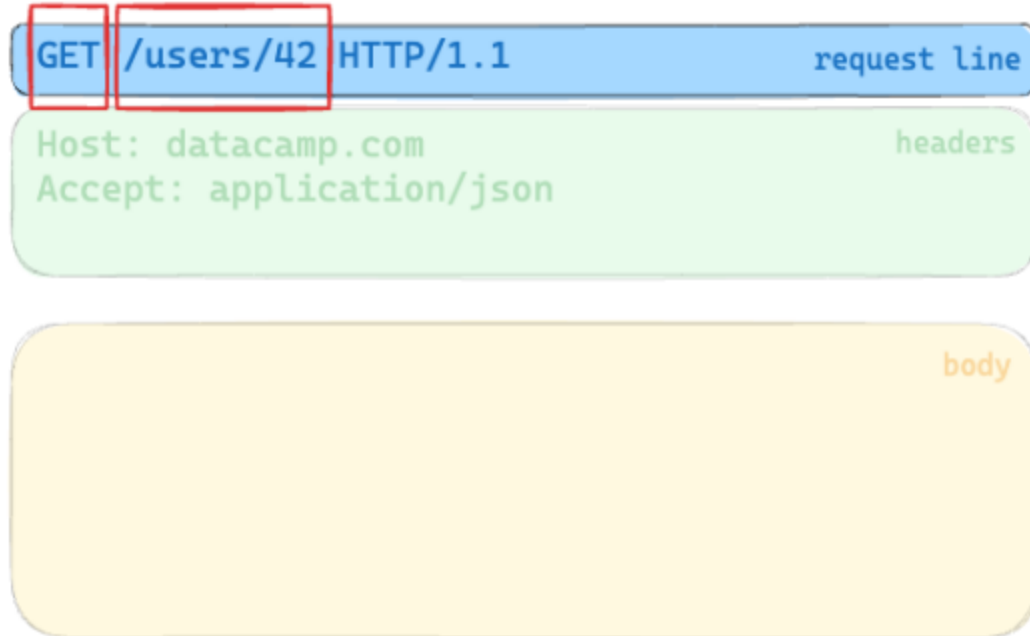 GET /users/42 HTTP/1.1 request line
Host: datacamp.com headers
Accept: application/json
body